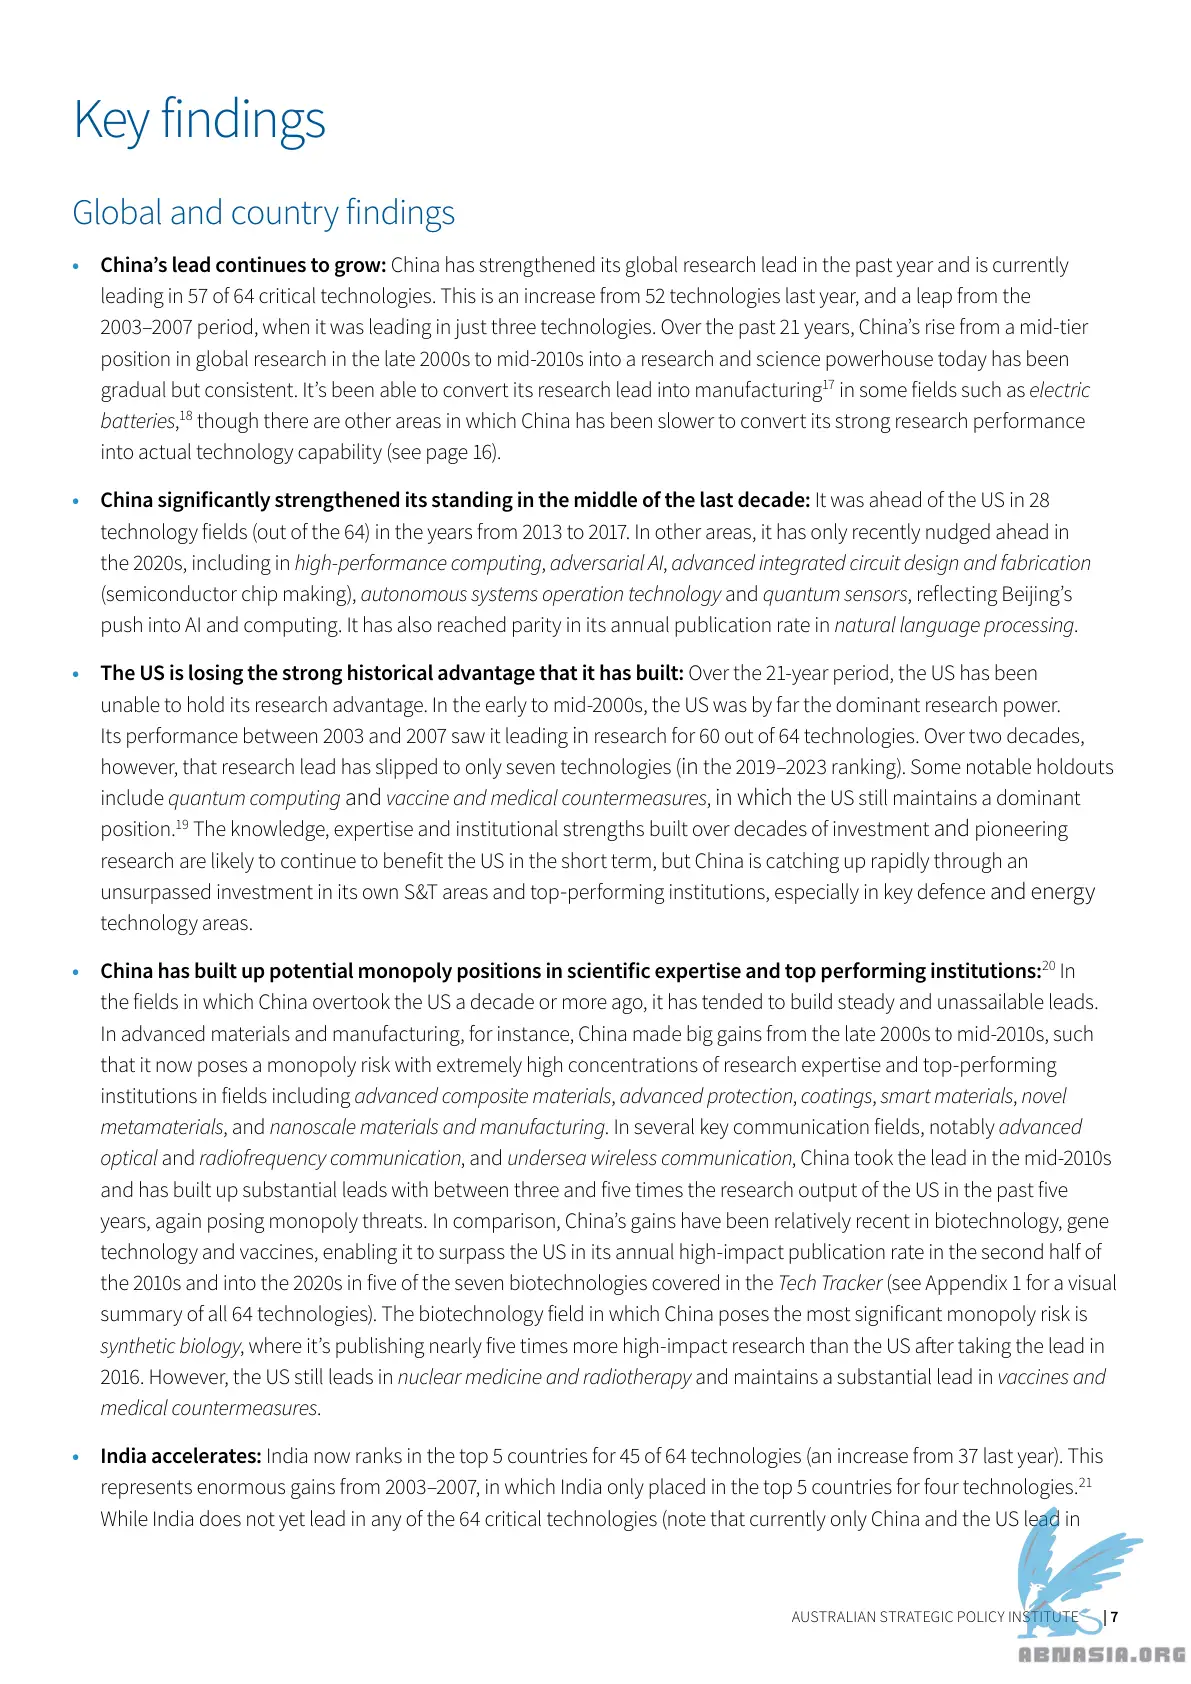 Key findings
Global and country findings
• China’s lead continues to grow: China has strengthened its global research lead in the past year and is currently
leading in 57 of 64 critical technologies. This is an increase from 52 technologies last year, and a leap from the
2003–2007 period, when it was leading in just three technologies. Over the past 21 years, China’s rise from a mid-tier
position in global research in the late 2000s to mid-2010s into a research and science powerhouse today has been
gradual but consistent. It’s been able to convert its research lead into manufacturing17 in some fields such as electric
batteries,18 though there are other areas in which China has been slower to convert its strong research performance
into actual technology capability (see page 16).
• China significantly strengthened its standing in the middle of the last decade: It was ahead of the US in 28
technology fields (out of the 64) in the years from 2013 to 2017. In other areas, it has only recently nudged ahead in
the 2020s, including in high-performance computing, adversarial AI, advanced integrated circuit design and fabrication
(semiconductor chip making), autonomous systems operation technology and quantum sensors, reflecting Beijing’s
push into AI and computing. It has also reached parity in its annual publication rate in natural language processing.
• The US is losing the strong historical advantage that it has built: Over the 21-year period, the US has been
unable to hold its research advantage. In the early to mid-2000s, the US was by far the dominant research power.
Its performance between 2003 and 2007 saw it leading in research for 60 out of 64 technologies. Over two decades,
however, that research lead has slipped to only seven technologies (in the 2019–2023 ranking). Some notable holdouts
include quantum computing and vaccine and medical countermeasures, in which the US still maintains a dominant
position.19 The knowledge, expertise and institutional strengths built over decades of investment and pioneering
research are likely to continue to benefit the US in the short term, but China is catching up rapidly through an
unsurpassed investment in its own S&T areas and top-performing institutions, especially in key defence and energy
technology areas.
• China has built up potential monopoly positions in scientific expertise and top performing institutions:20 In
the fields in which China overtook the US a decade or more ago, it has tended to build steady and unassailable leads.
In advanced materials and manufacturing, for instance, China made big gains from the late 2000s to mid-2010s, such
that it now poses a monopoly risk with extremely high concentrations of research expertise and top-performing
institutions in fields including advanced composite materials, advanced protection, coatings, smart materials, novel
metamaterials, and nanoscale materials and manufacturing. In several key communication fields, notably advanced
optical and radiofrequency communication, and undersea wireless communication, China took the lead in the mid-2010s
and has built up substantial leads with between three and five times the research output of the US in the past five
years, again posing monopoly threats. In comparison, China’s gains have been relatively recent in biotechnology, gene
technology and vaccines, enabling it to surpass the US in its annual high-impact publication rate in the second half of
the 2010s and into the 2020s in five of the seven biotechnologies covered in the Tech Tracker (see Appendix 1 for a visual
summary of all 64 technologies). The biotechnology field in which China poses the most significant monopoly risk is
synthetic biology, where it’s publishing nearly five times more high-impact research than the US after taking the lead in
2016. However, the US still leads in nuclear medicine and radiotherapy and maintains a substantial lead in vaccines and
medical countermeasures.
• India accelerates: India now ranks in the top 5 countries for 45 of 64 technologies (an increase from 37 last year). This
represents enormous gains from 2003–2007, in which India only placed in the top 5 countries for four technologies.21
While India does not yet lead in any of the 64 critical technologies (note that currently only China and the US lead in
AUSTRALIAN STRATEGIC POLICY INSTITUTE | 7
ABNASIA.ORG